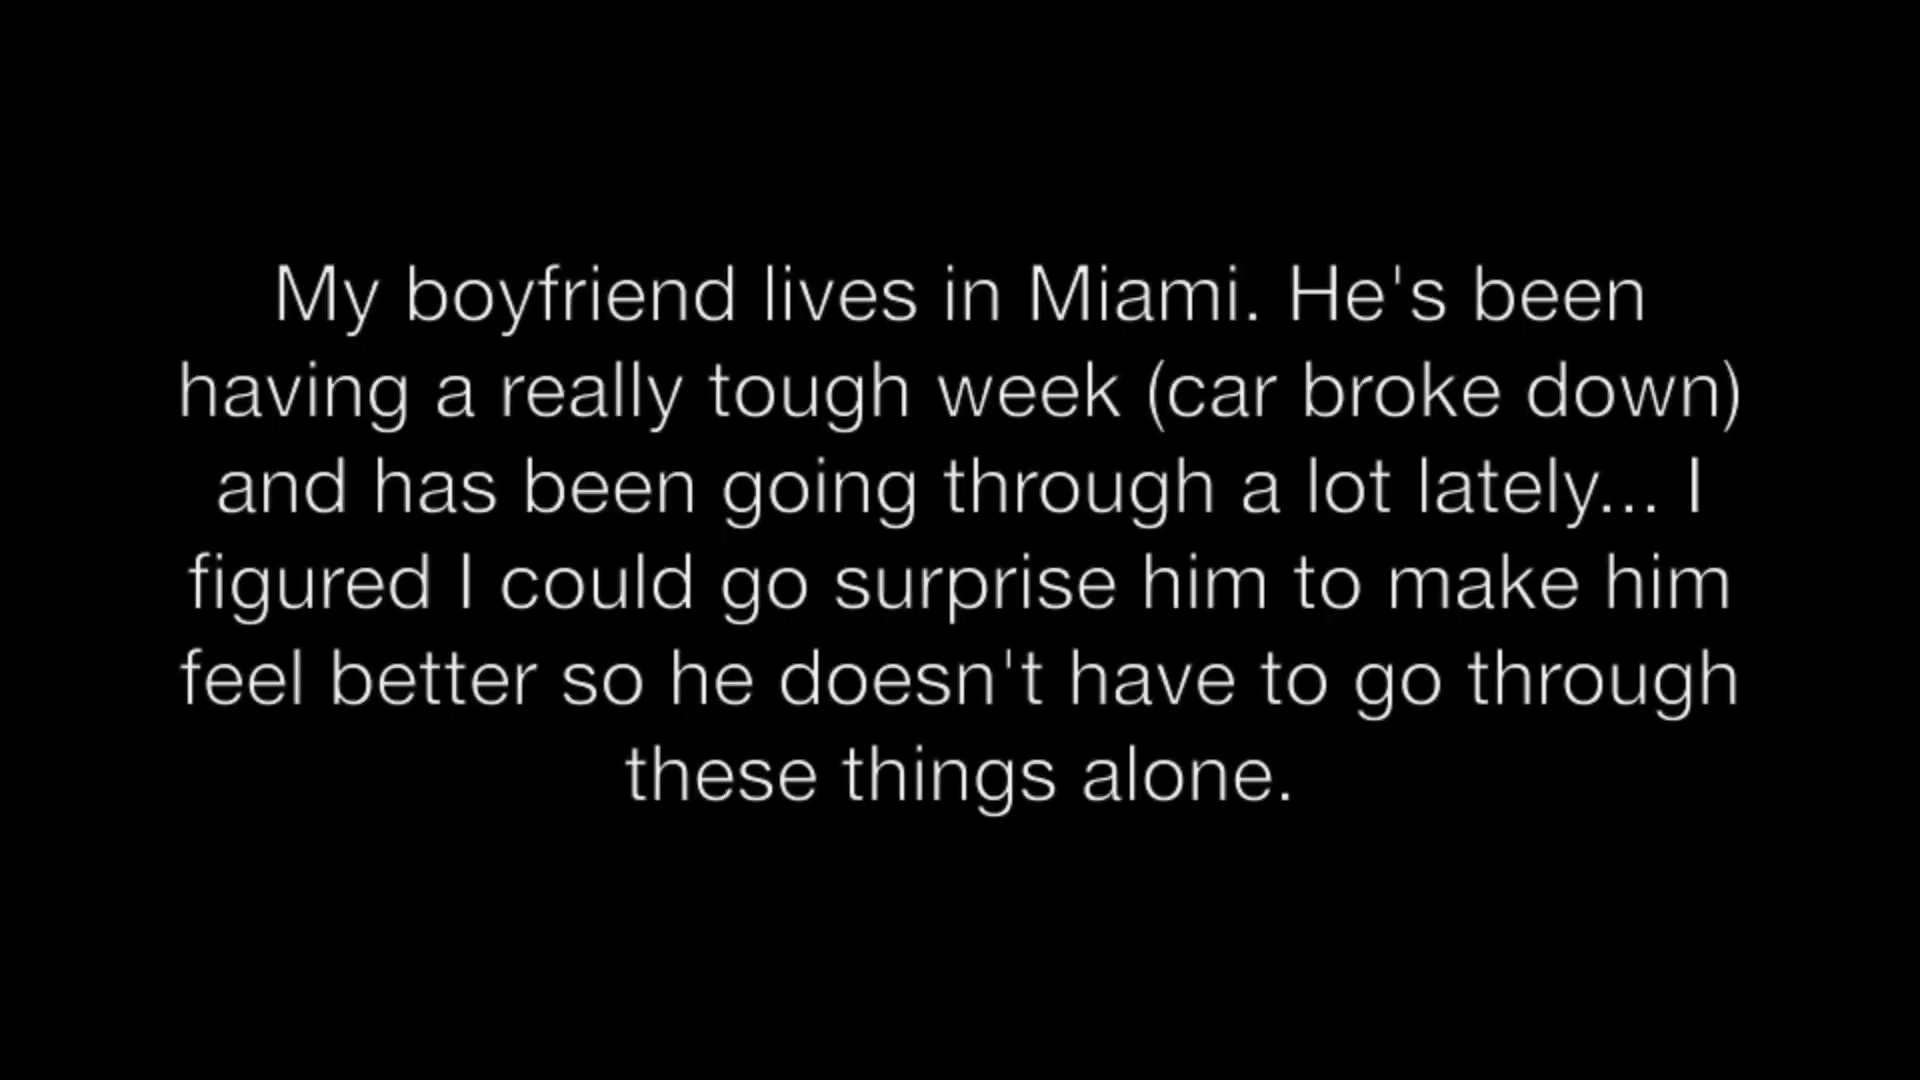 My boyfriend lives in Miami. He's been
having a really tough week (car broke down)
and has been going through a lot lately... I
figured I could go surprise him to make him
feel better so he doesn't have to go through
these things alone.